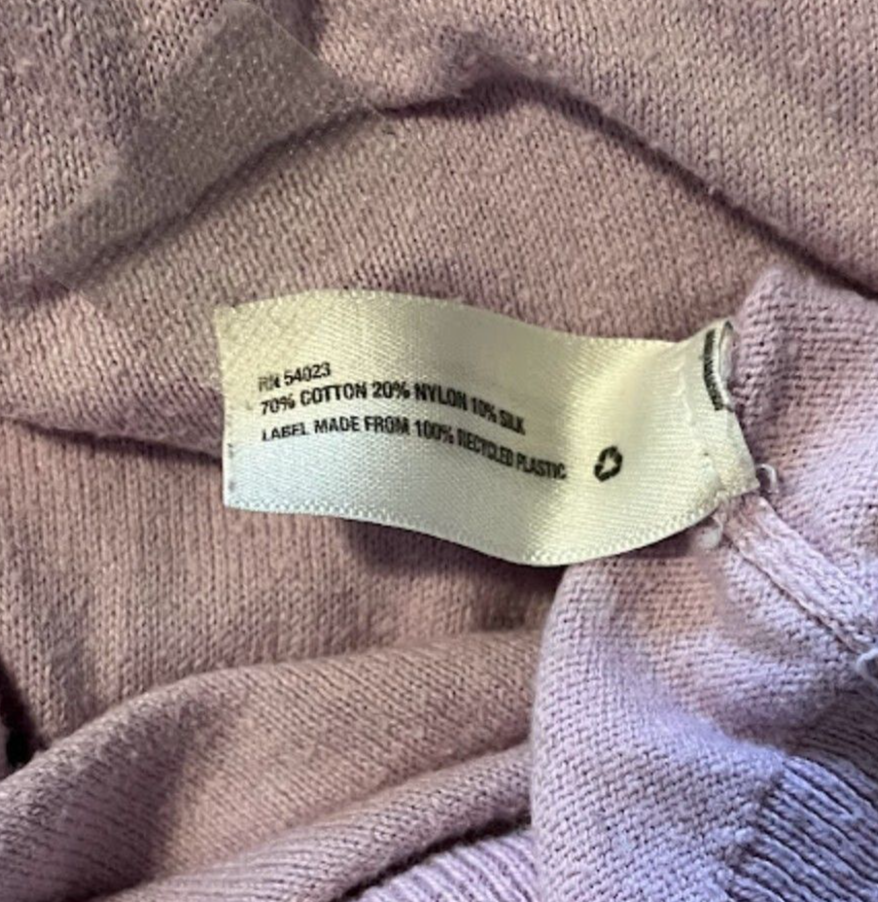 RN 54023
70% COTTON 20% NYLON 10% SILK
LABEL MADE FROM 100% RECYCLED PLASTIC